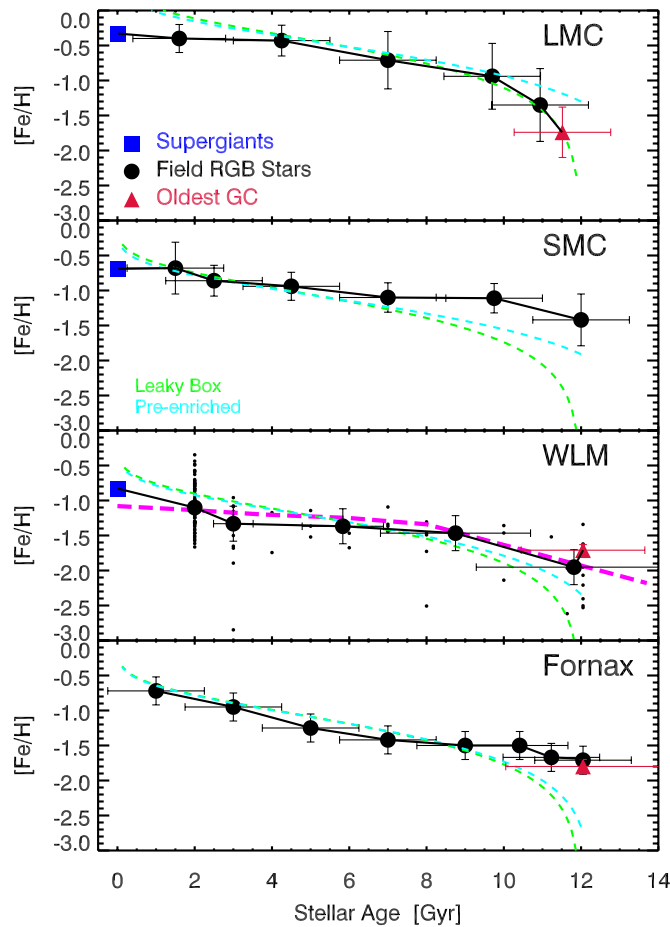 0.0
LMC
-0.5
-1.0
[Fe/H]
-1.5
Supergiants
Field RGB Stars
-2.0
Oldest GC
-2.5
-3.0
0.0
SMC
-0.5
-1.0
[Fe/H]
-1.5
-2.0
Leaky Box
-2.5
Pre-enriched
-3.0
0.0
WLM
-0.5
-1.0
[Fe/H]
-1.5
-2.0
-2.5
-3.0
0.0
Fornax
-0.5
-1.0
[Fe/H]
-1.5
-2.0
-2.5
-3.0
0 2 4 6 8 10 12 14
Stellar Age [Gyr]